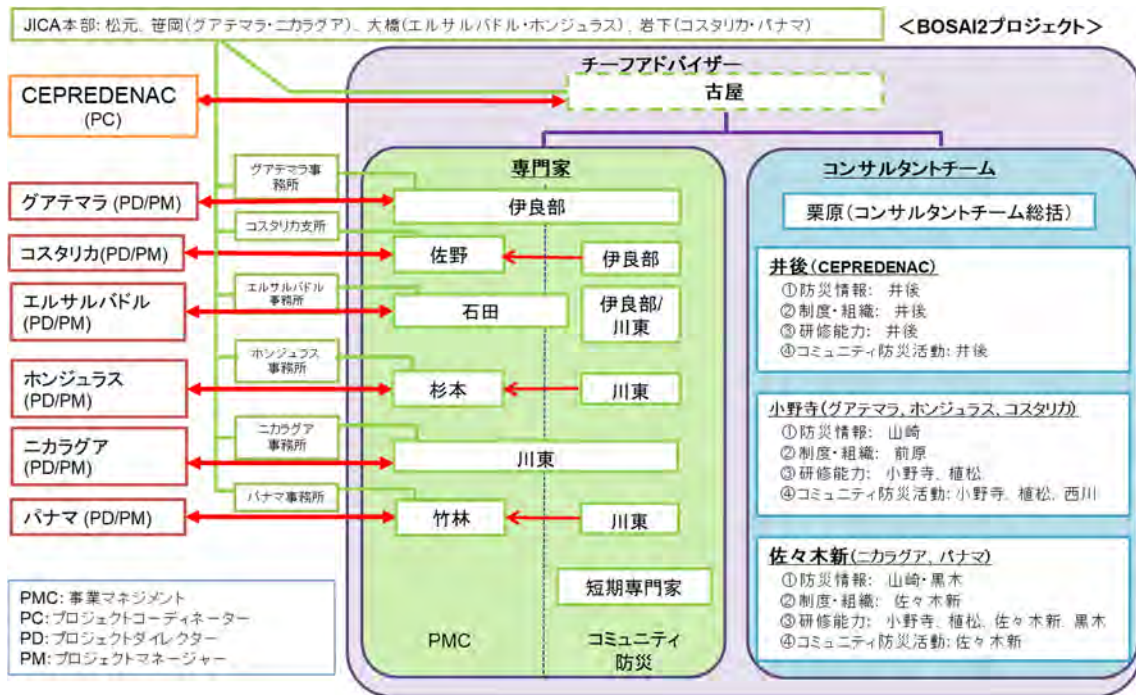 JICA本部: 松元、笹岡(グアテマラ・ニカラグア)、大橋(エルサルバドル・ホンジュラス)、岩下(コスタリカ・パナマ)
<BOSAI2プロジェクト>
チーフアドバイザー
古屋
CEPREDENAC
(PC)
グアテマラ (PD/PM)
コスタリカ(PD/PM)
エルサルバドル
(PD/PM)
ホンジュラス
(PD/PM)
ニカラグア
(PD/PM)
パナマ (PD/PM)
グアテマラ事
務所
コスタリカ支所
エルサルバドル
事務所
ホンジュラス
事務所
ニカラグア
事務所
パナマ事務所
専門家
伊良部
佐野
伊良部
石田
伊良部/
川東
杉本
川東
川東
竹林
川東
短期専門家
PMC
コミュニティ
防災
コンサルタントチーム
栗原(コンサルタントチーム総括)
井後(CEPREDENAC)
①防災情報: 井後
②制度・組織: 井後
③研修能力: 井後
④コミュニティ防災活動: 井後
小野寺(グアテマラ、ホンジュラス、コスタリカ)
①防災情報: 山崎
②制度・組織: 前原
③研修能力: 小野寺、植松
④コミュニティ防災活動: 小野寺、植松、西川
佐々木新(ニカラグア、パナマ)
①防災情報: 山崎・黒木
②制度・組織: 佐々木新
③研修能力: 小野寺、植松、佐々木新、黒木
④コミュニティ防災活動: 佐々木新
PMC: 事業マネジメント
PC: プロジェクトコーディネーター
PD: プロジェクトダイレクター
PM: プロジェクトマネージャー